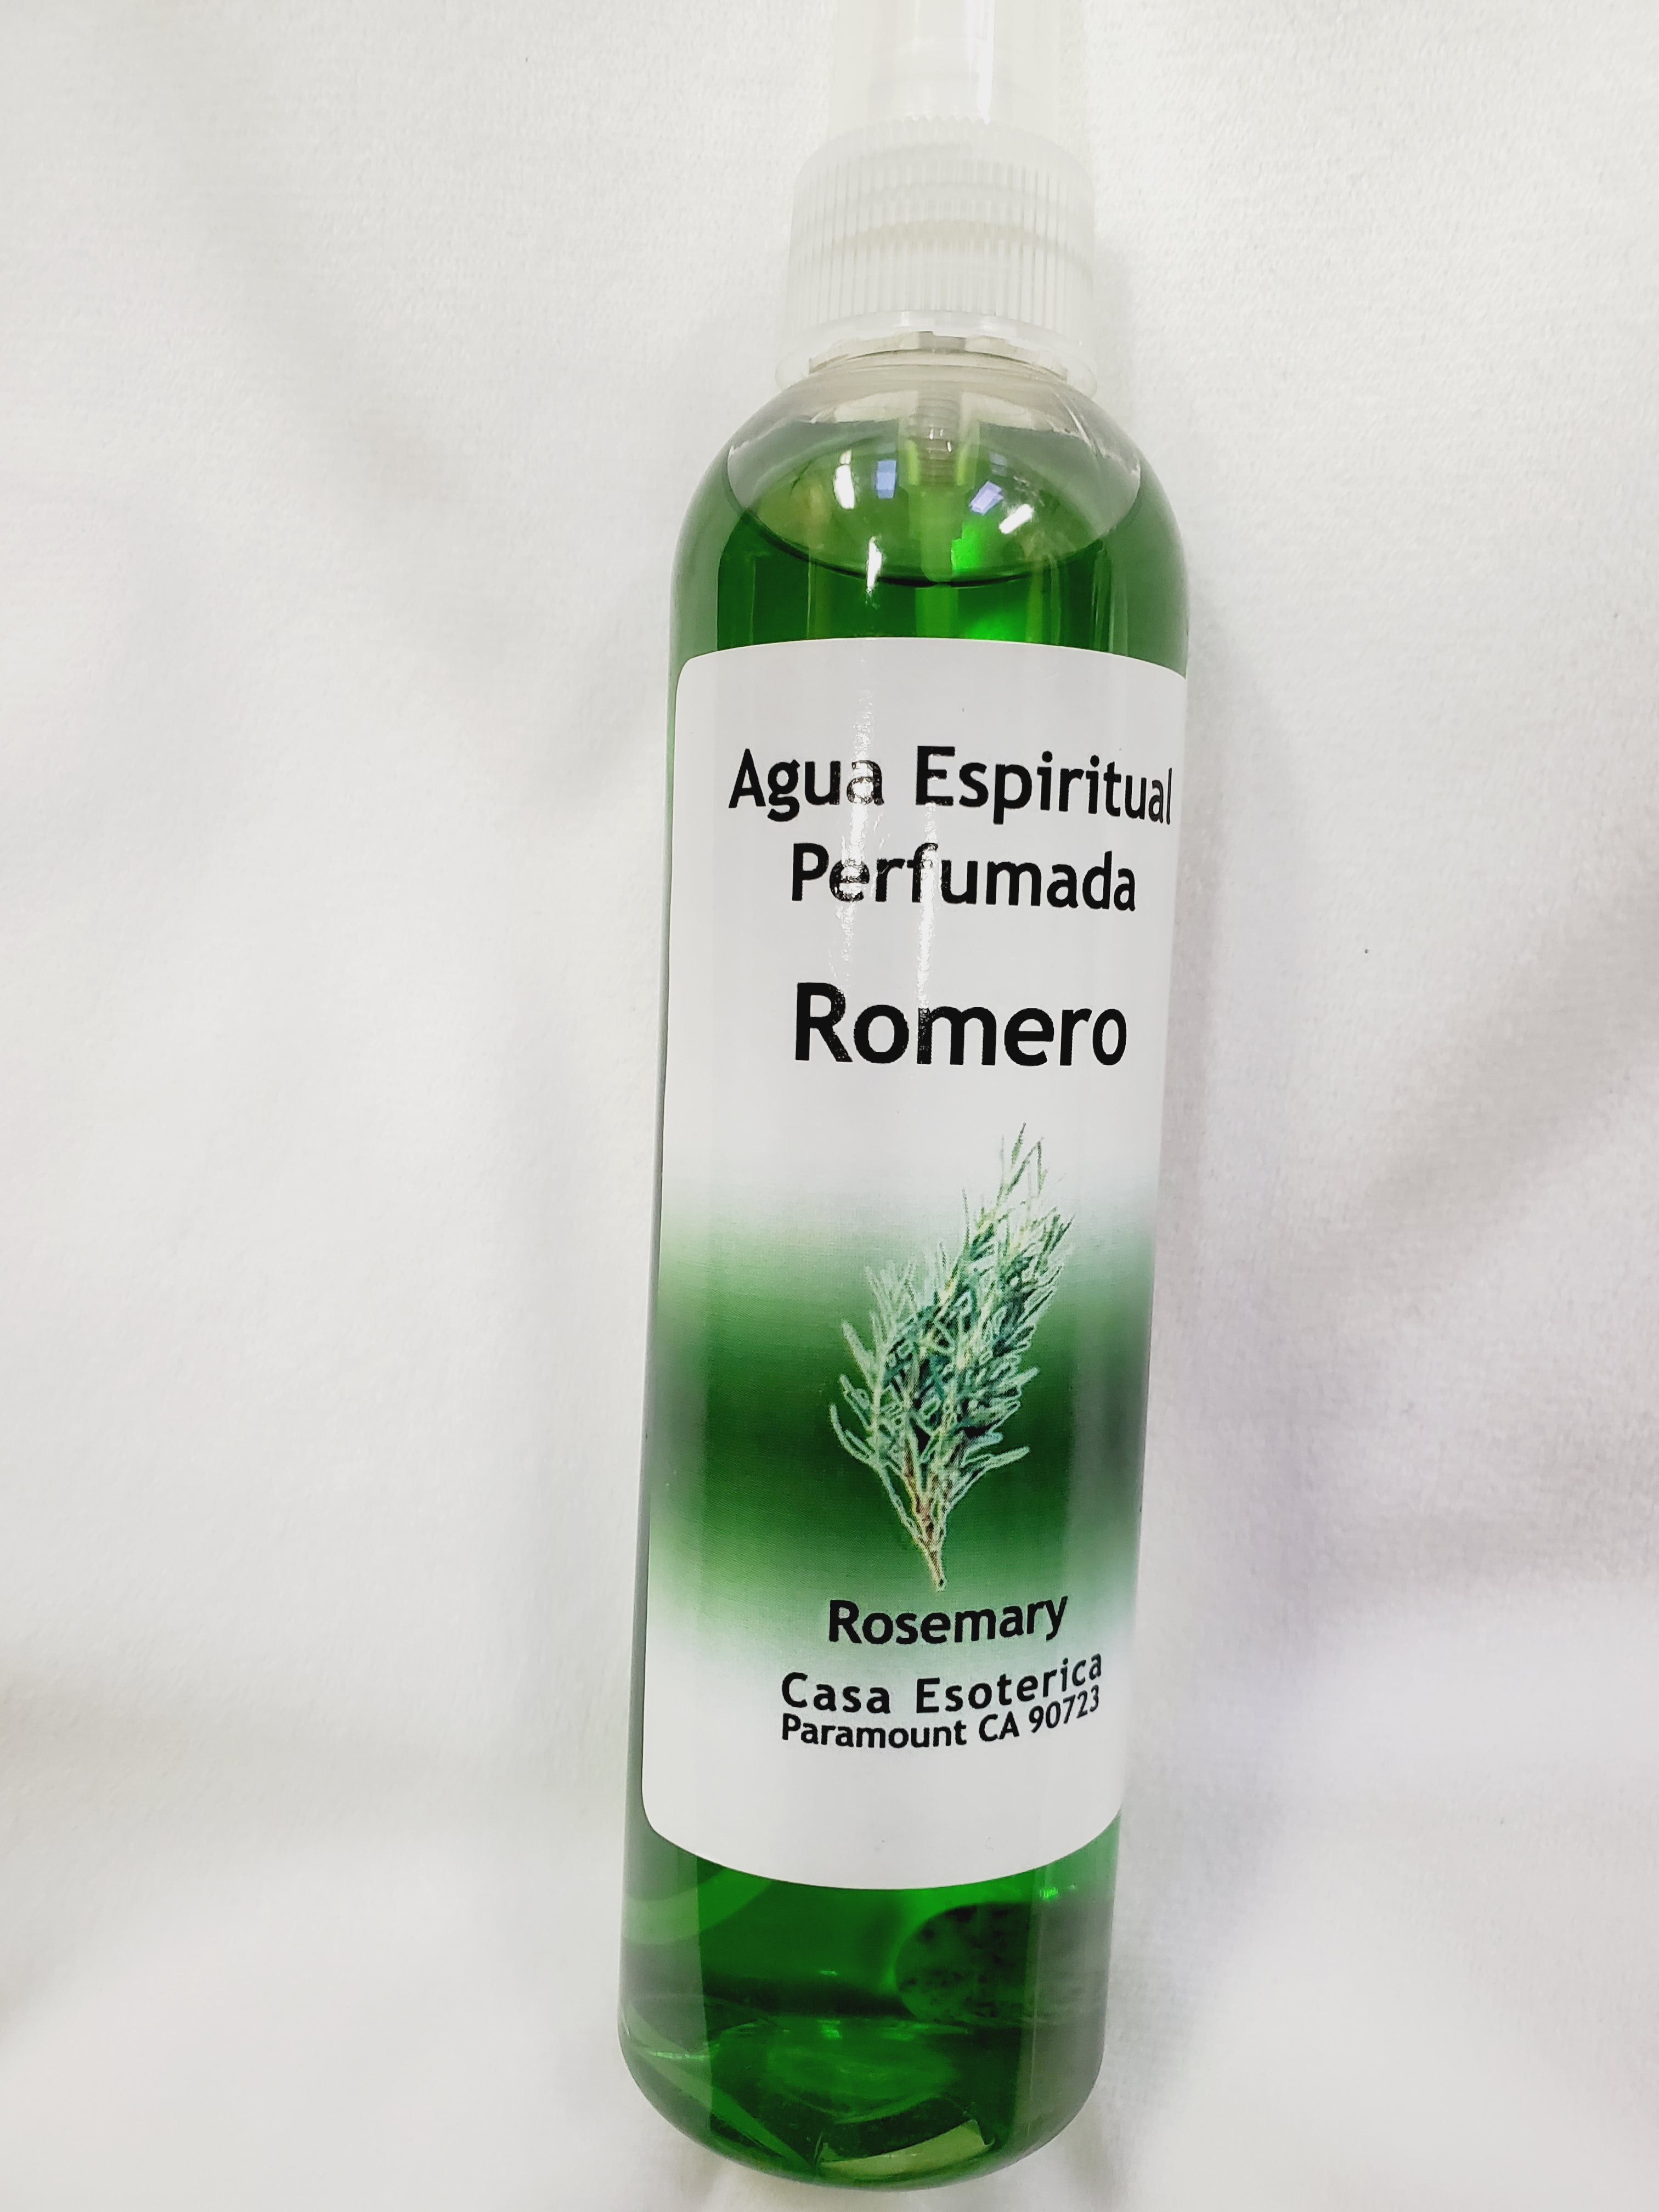 Agua Espiritual
Perfumada
Romero
Rosemary
Casa Esoterica
Paramount CA 90723